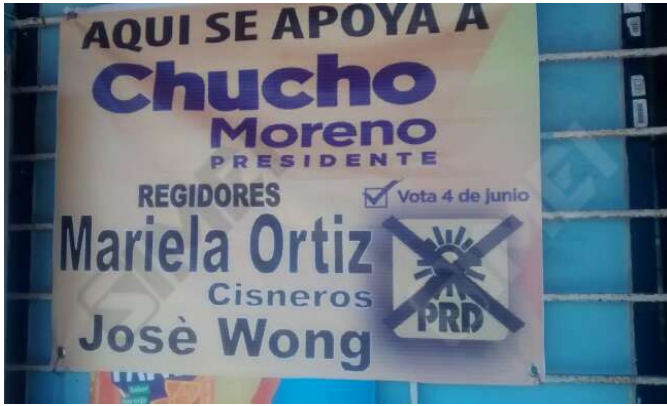 AQUI SE APOYA A
Chucho
Moreno
PRESIDENTE
REGIDORES
Vota 4 de junio
Mariela Ortiz
Cisneros
PRD
Josè Wong